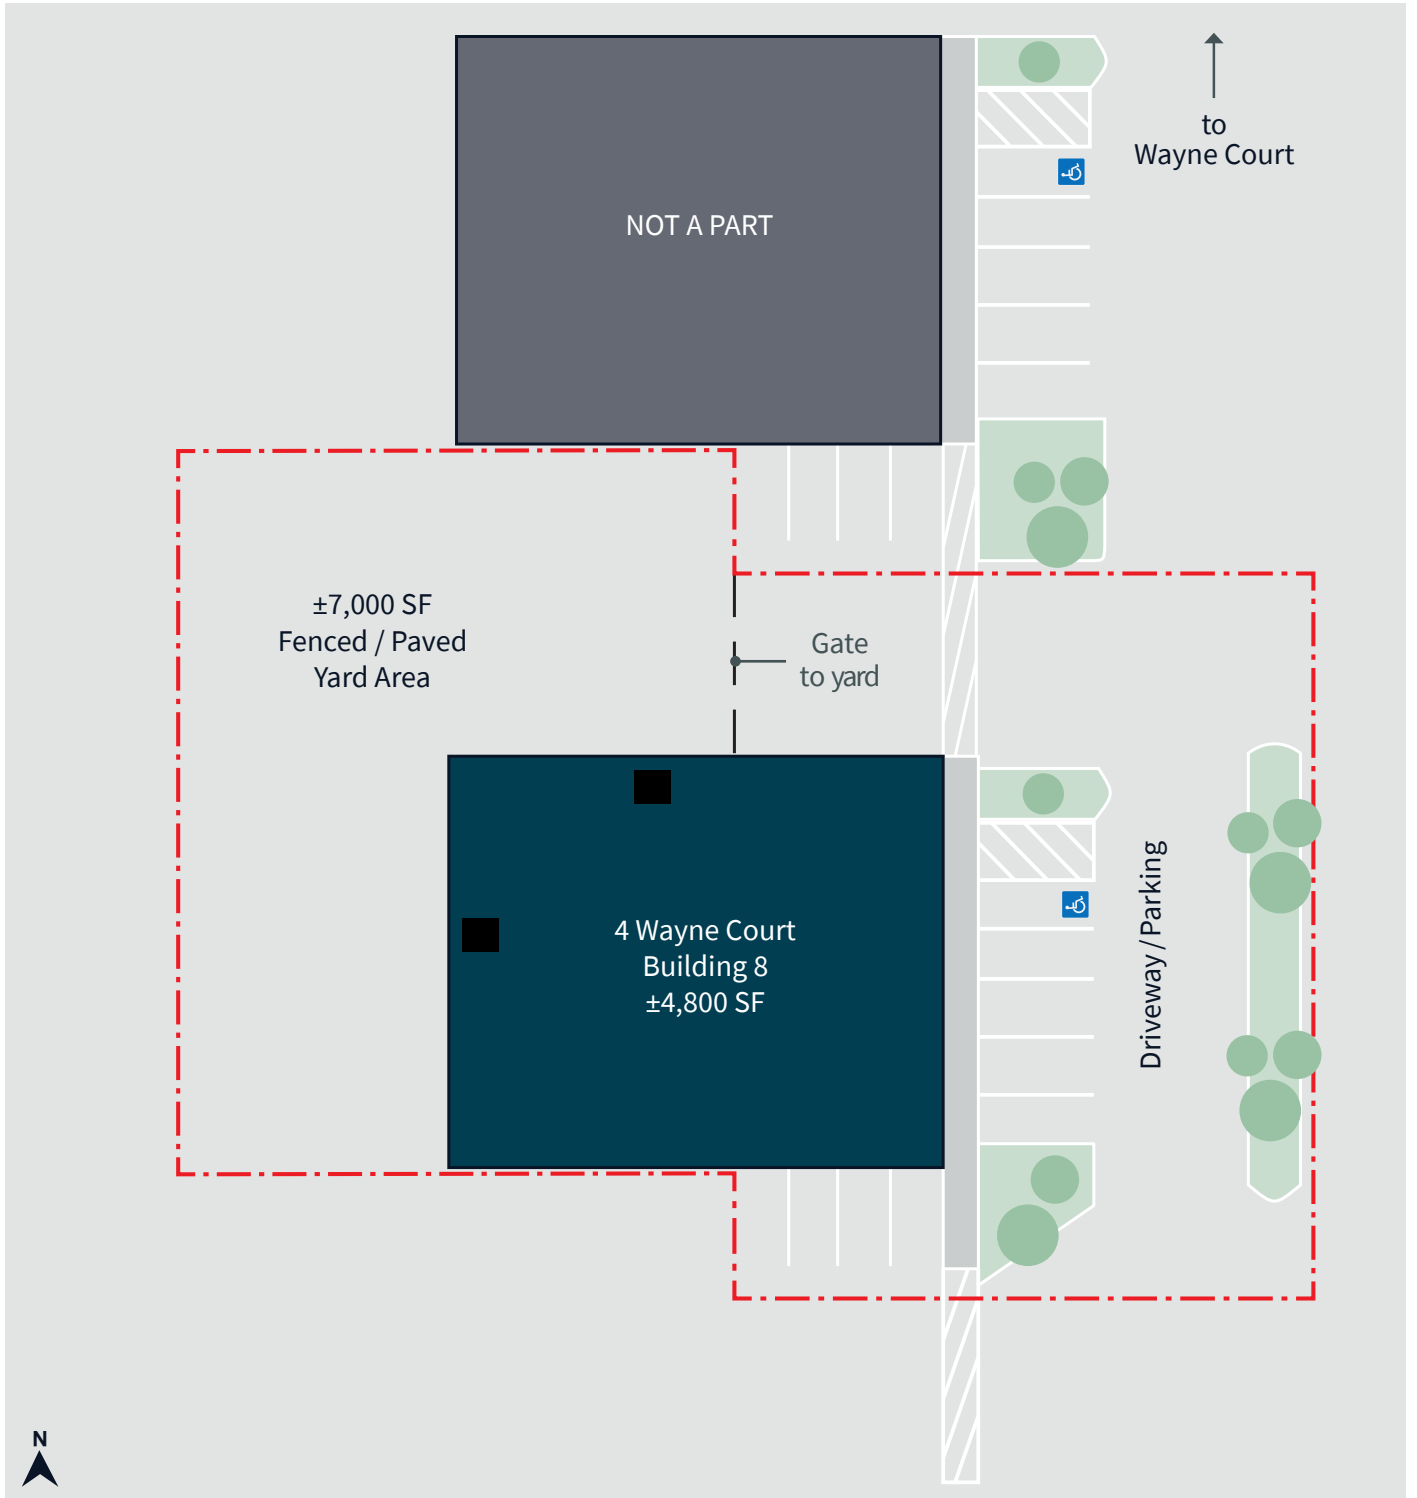 to
Wayne Court
NOT A PART
±7,000 SF
Fenced / Paved
Yard Area
Gate
to yard
4 Wayne Court
Building 8
±4,800 SF
Driveway / Parking
N